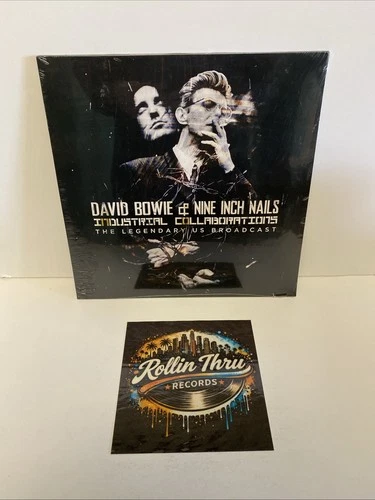 DAVID BOWIE & NINE INCH NAILS
INDUSTRIAL COLLABORATIONS
THE LEGENDARY US BROADCAST
Rollin Thru
RECORDS